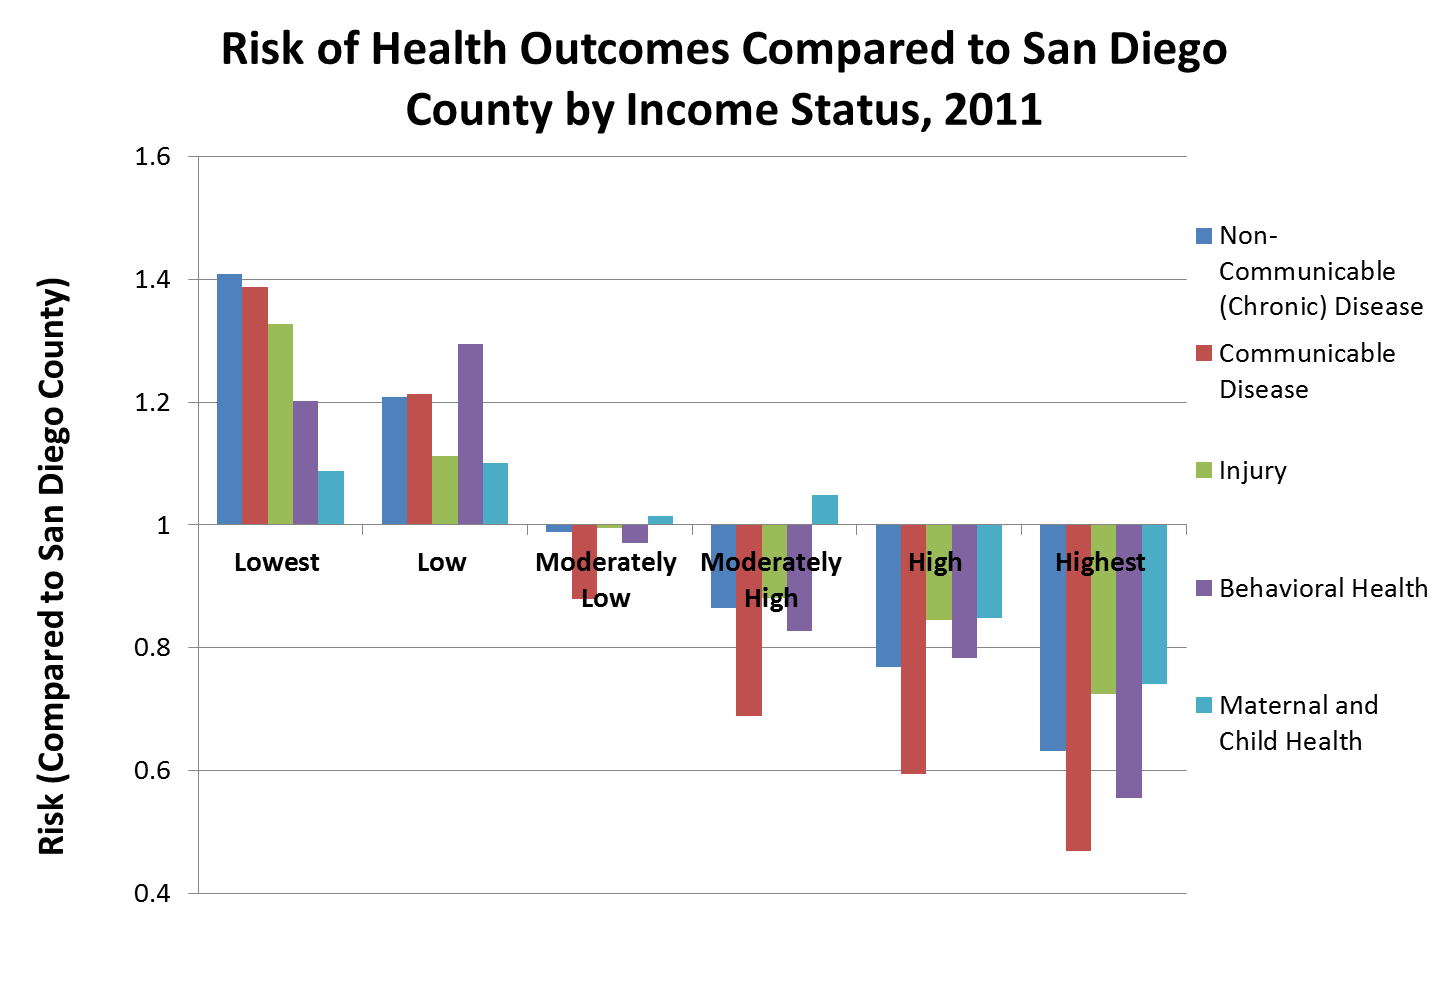 Risk of Health Outcomes Compared to San Diego
County by Income Status, 2011
Risk (Compared to San Diego County)
1.6
1.4
1.2
1
0.8
0.6
0.4
Lowest
Low
Moderately
Low
Moderately
High
High
Highest
Non-
Communicable
(Chronic) Disease
Communicable
Disease
Injury
Behavioral Health
Maternal and
Child Health